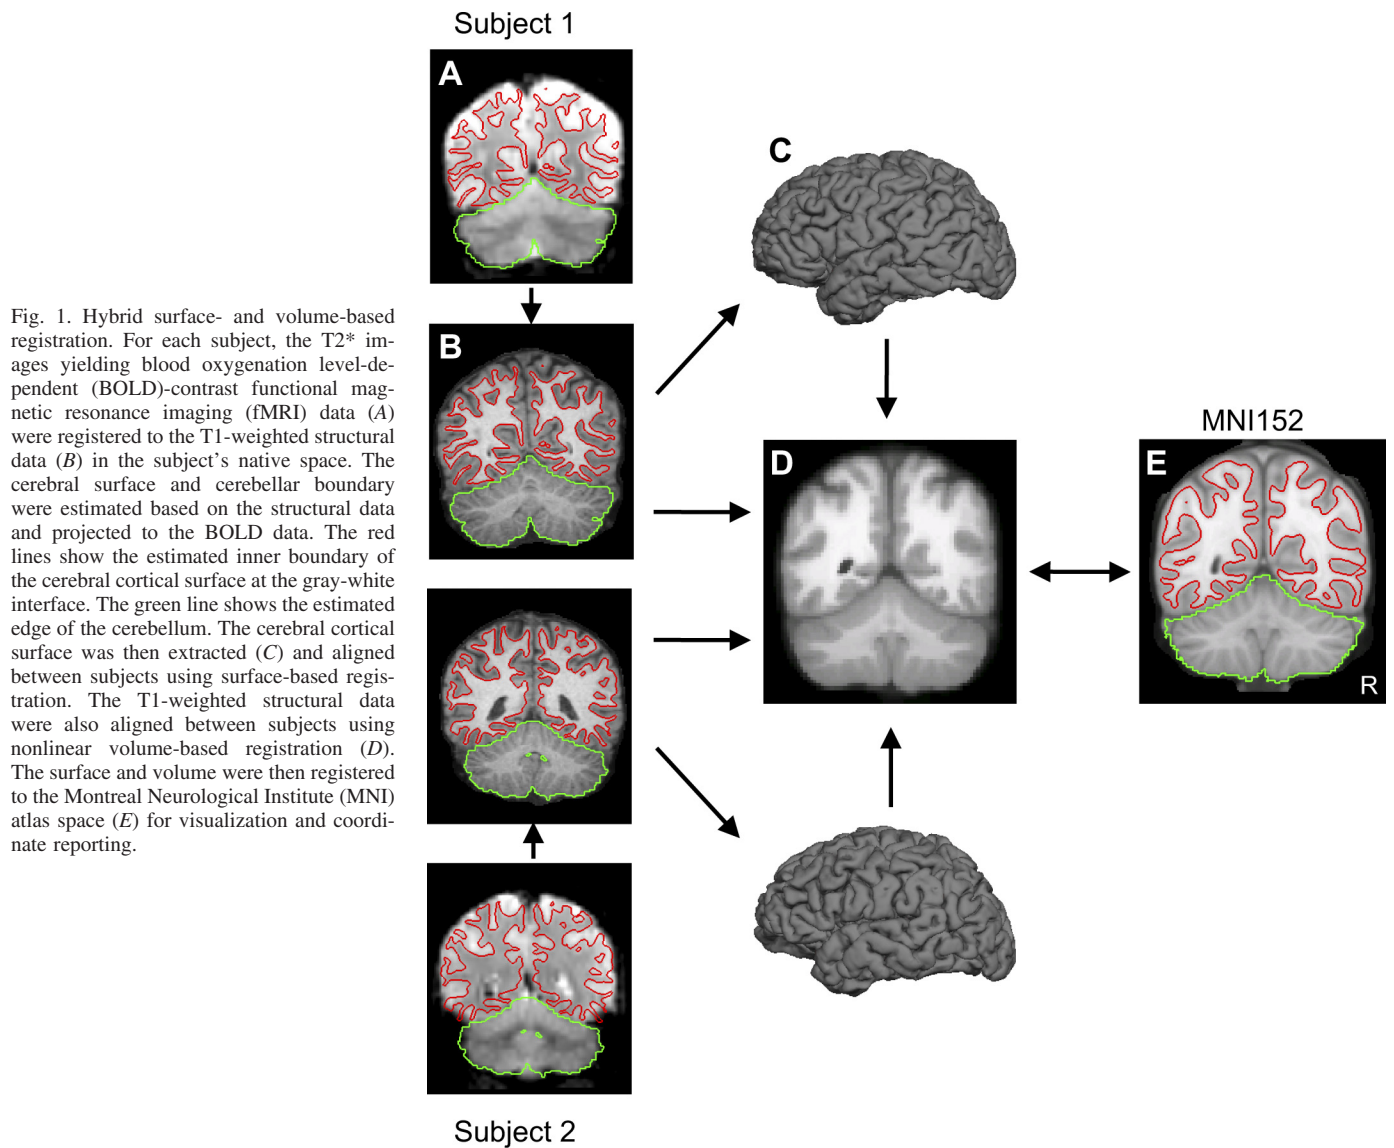 Subject 1
A
C
B
Fig. 1. Hybrid surface- and volume-based
registration. For each subject, the T2* im-
ages yielding blood oxygenation level-de-
pendent (BOLD)-contrast functional mag-
netic resonance imaging (fMRI) data (A)
were registered to the T1-weighted structural
data (B) in the subject's native space. The
cerebral surface and cerebellar boundary
were estimated based on the structural data
and projected to the BOLD data. The red
lines show the estimated inner boundary of
the cerebral cortical surface at the gray-white
interface. The green line shows the estimated
edge of the cerebellum. The cerebral cortical
surface was then extracted (C) and aligned
between subjects using surface-based regis-
tration. The T1-weighted structural data
were also aligned between subjects using
nonlinear volume-based registration (D).
The surface and volume were then registered
to the Montreal Neurological Institute (MNI)
atlas space (E) for visualization and coordi-
nate reporting.
MNI152
D
E
R
Subject 2